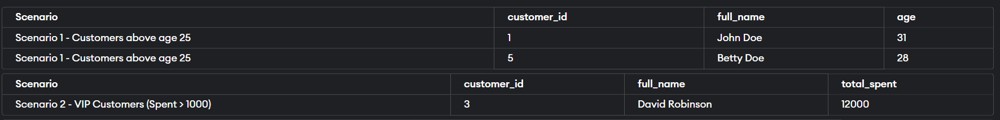 Scenario customer_id full_name age
Scenario 1 - Customers above age 25 1 John Doe 31
Scenario 1 - Customers above age 25 5 Betty Doe 28
Scenario customer_id full_name total_spent
Scenario 2 - VIP Customers (Spent > 1000) 3 David Robinson 12000